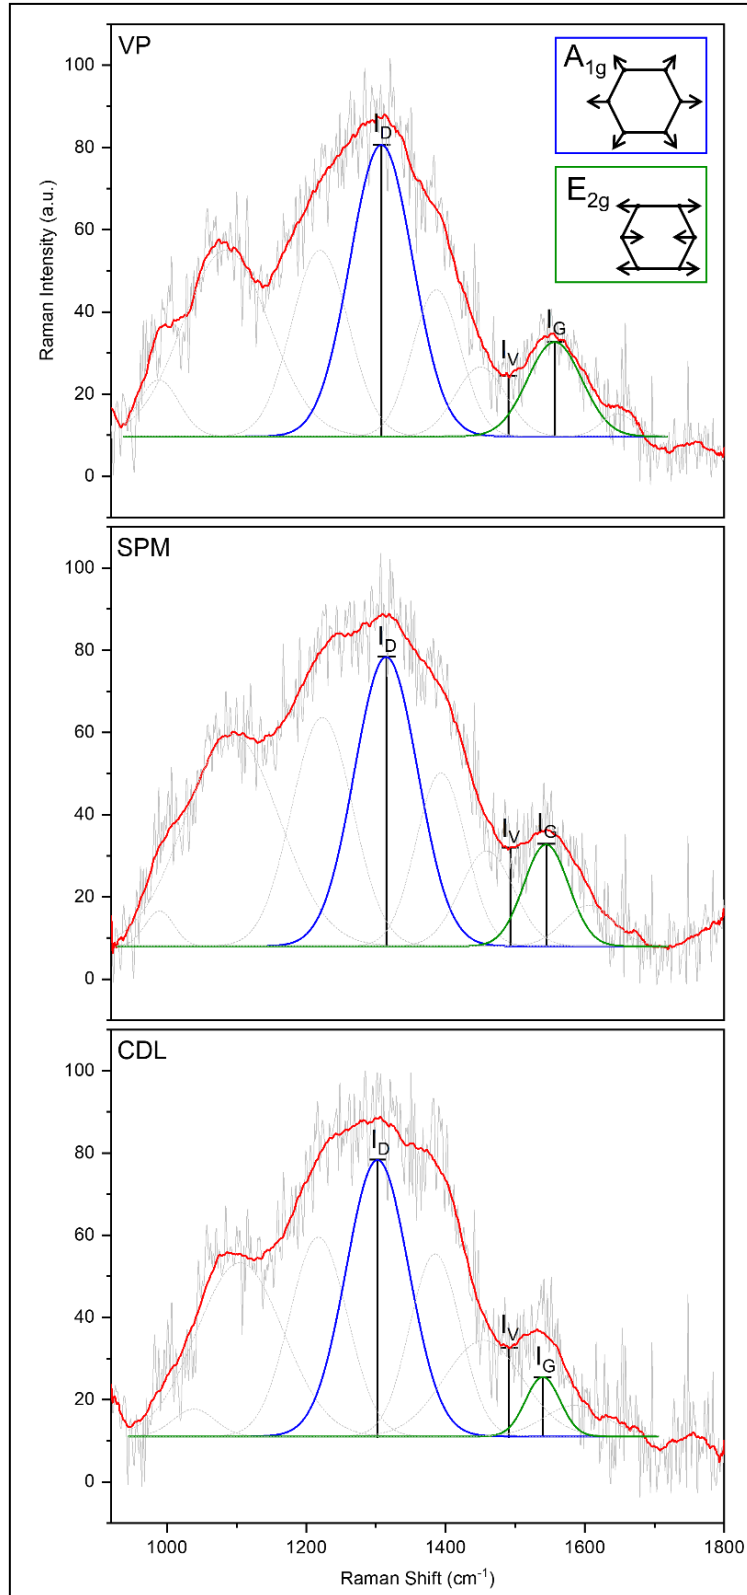 VP
A1g
E2g
100
80
60
40
20
0
Raman Intensity (a.u.)
ID
IV
IG
SPM
100
80
60
40
20
0
ID
IV
IG
CDL
100
80
60
40
20
0
ID
IV
IG
1000 1200 1400 1600 1800
Raman Shift (cm-1)